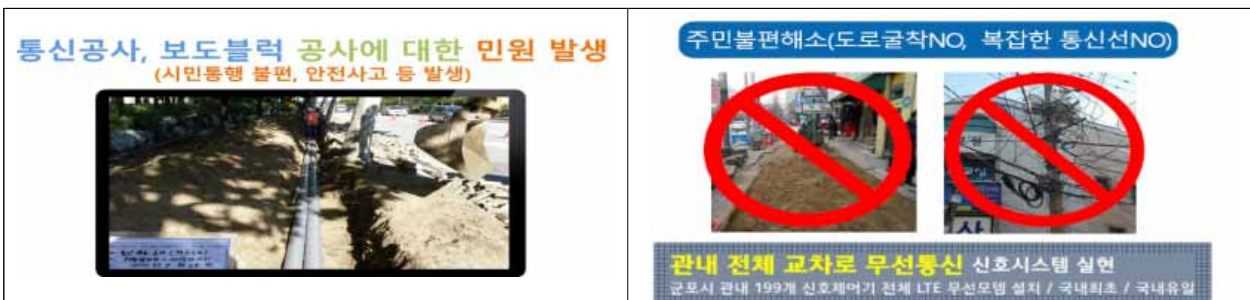 통신공사, 보도블럭 공사에 대한 민원 발생
(시민통행 불편, 안전사고 등 발생)
주민불편해소(도로굴착NO, 복잡한 통신선NO)
관내 전체 교차로 무선통신 신호시스템 실현
군포시 관내 199개 신호제어기 전체 LTE 무선모뎀 설치 / 국내최초 / 국내유일